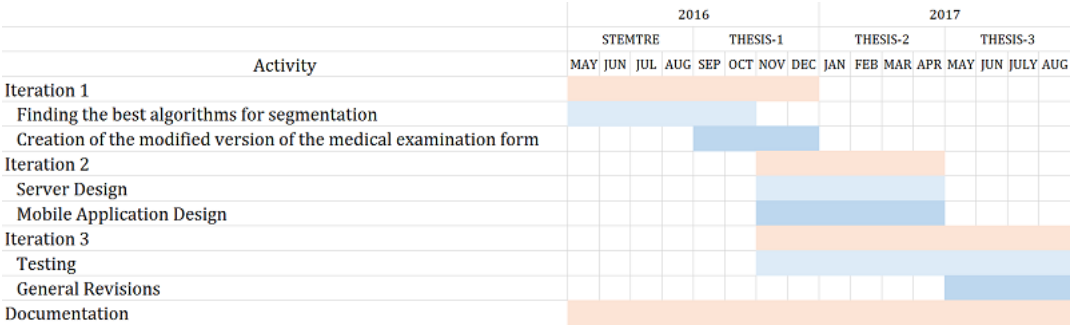 2016 2017
STEMTRE THESIS-1 THESIS-2 THESIS-3
Activity MAY JUN JUL AUG SEP OCT NOV DEC JAN FEB MAR APR MAY JUN JULY AUG
Iteration 1
Finding the best algorithms for segmentation
Creation of the modified version of the medical examination form
Iteration 2
Server Design
Mobile Application Design
Iteration 3
Testing
General Revisions
Documentation